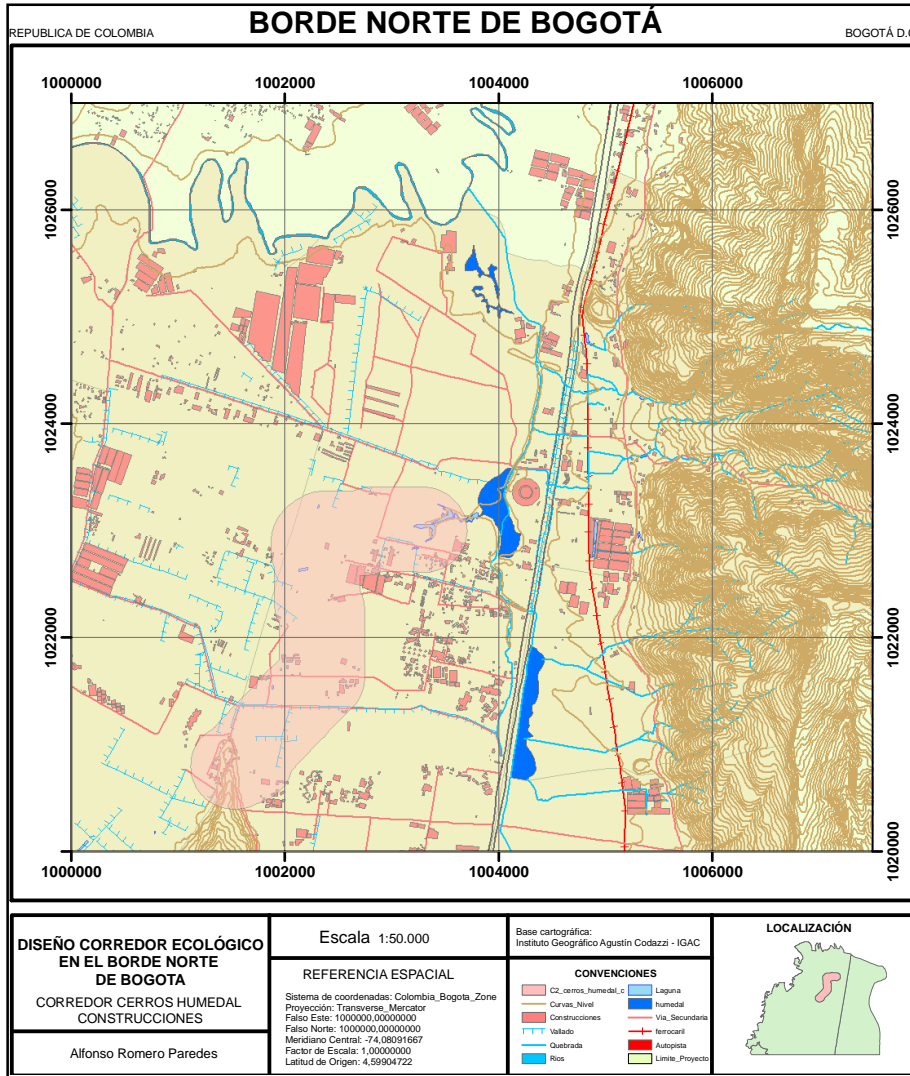 BORDE NORTE DE BOGOTÁ
REPUBLICA DE COLOMBIA
BOGOTÁ D.C
1000000
1002000
1004000
1006000
1026000
1026000
1024000
1024000
1022000
1022000
1020000
1000000
1002000
1004000
1006000
DISEÑO CORREDOR ECOLÓGICO
EN EL BORDE NORTE
DE BOGOTA
CORREDOR CERROS HUMEDAL
CONSTRUCCIONES
Alfonso Romero Paredes
Escala 1:50.000
REFERENCIA ESPACIAL
Sistema de coordenadas: Colombia_Bogota_Zone
Proyección: Transverse_Mercator
Falso Este: 1000000,00000000
Falso Norte: 1000000,00000000
Meridiano Central: -74,08091667
Factor de Escala: 1,00000000
Latitud de Origen: 4,59904722
Base cartográfica:
Instituto Geográfico Agustín Codazzi - IGAC
CONVENCIONES
C2_cerros_humedal_c
Curvas_Nivel
Construcciones
Vallado
Quebrada
Rios
Laguna
humedal
Via_Secundaria
ferrocaril
Autopista
Limite_Proyecto
LOCALIZACIÓN